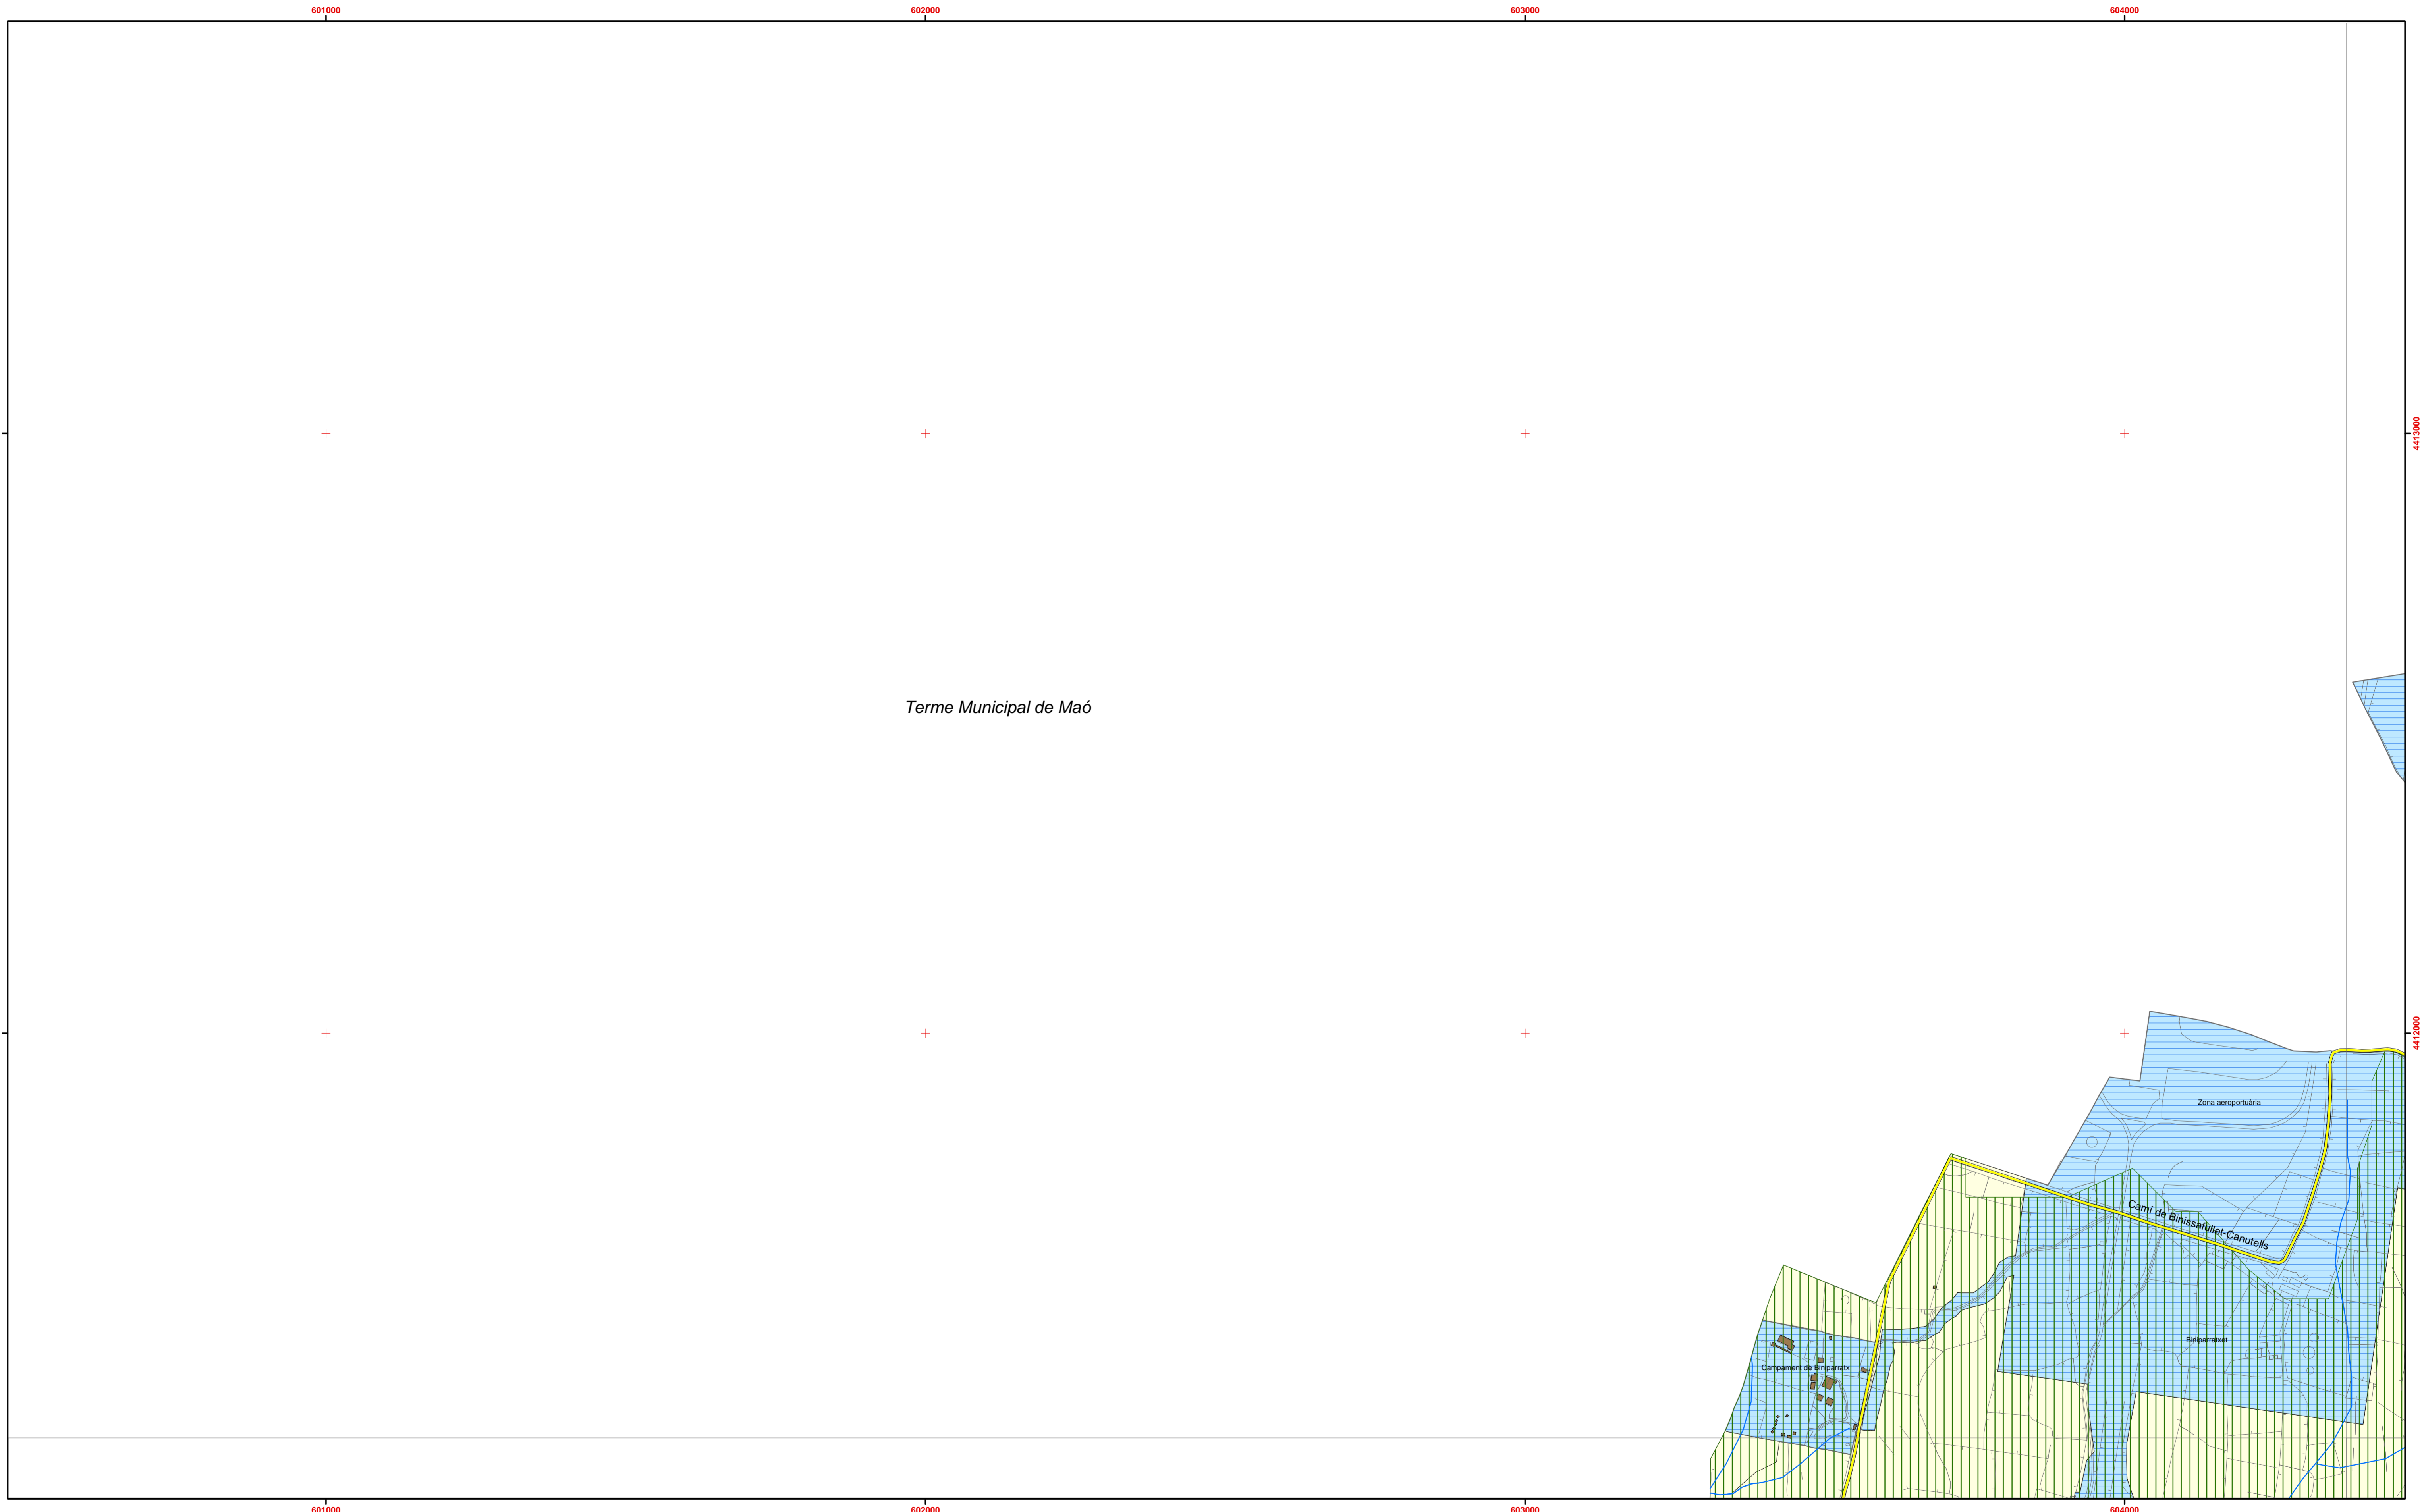 601000 602000 603000 604000
4413000
Terme Municipal de Maó
4412000
Zona aeroportuària
Camí de Binissafullet-Canutells
Biniparratxet
Campament de Biniparratx
601000 602000 603000 604000